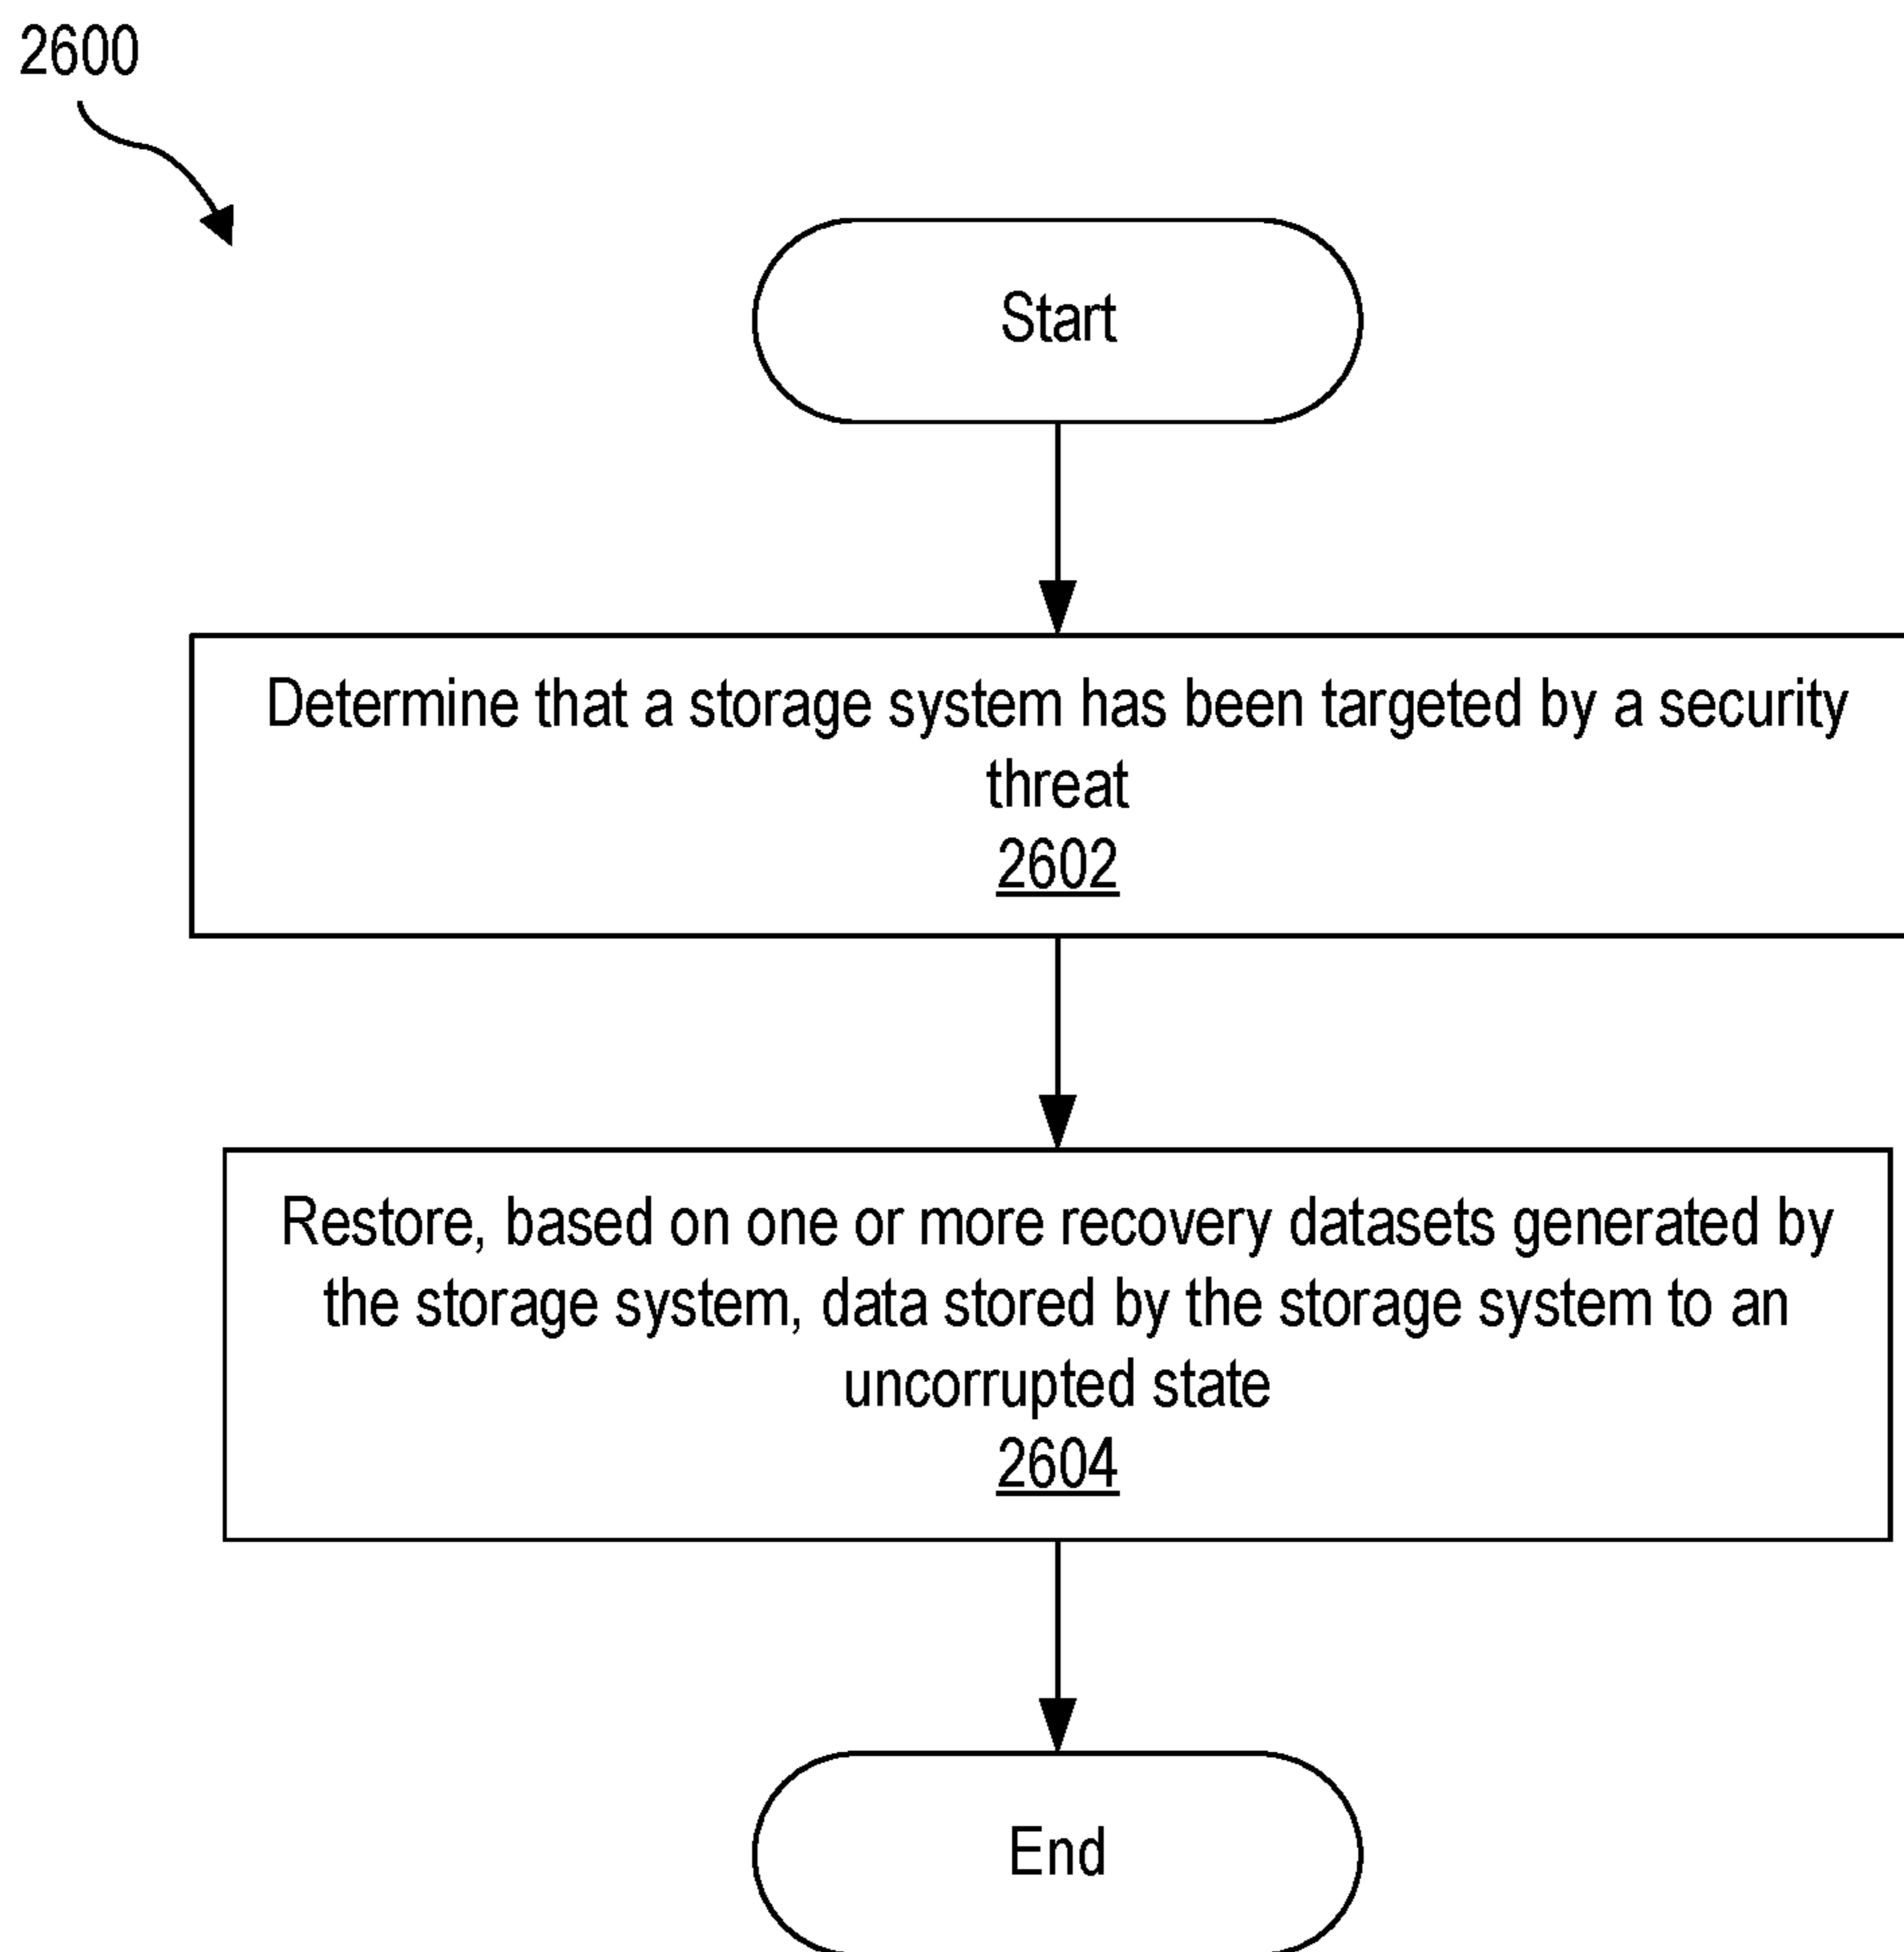 2600
Start
Determine that a storage system has been targeted by a security
threat
2602
Restore, based on one or more recovery datasets generated by
the storage system, data stored by the storage system to an
uncorrupted state
2604
End